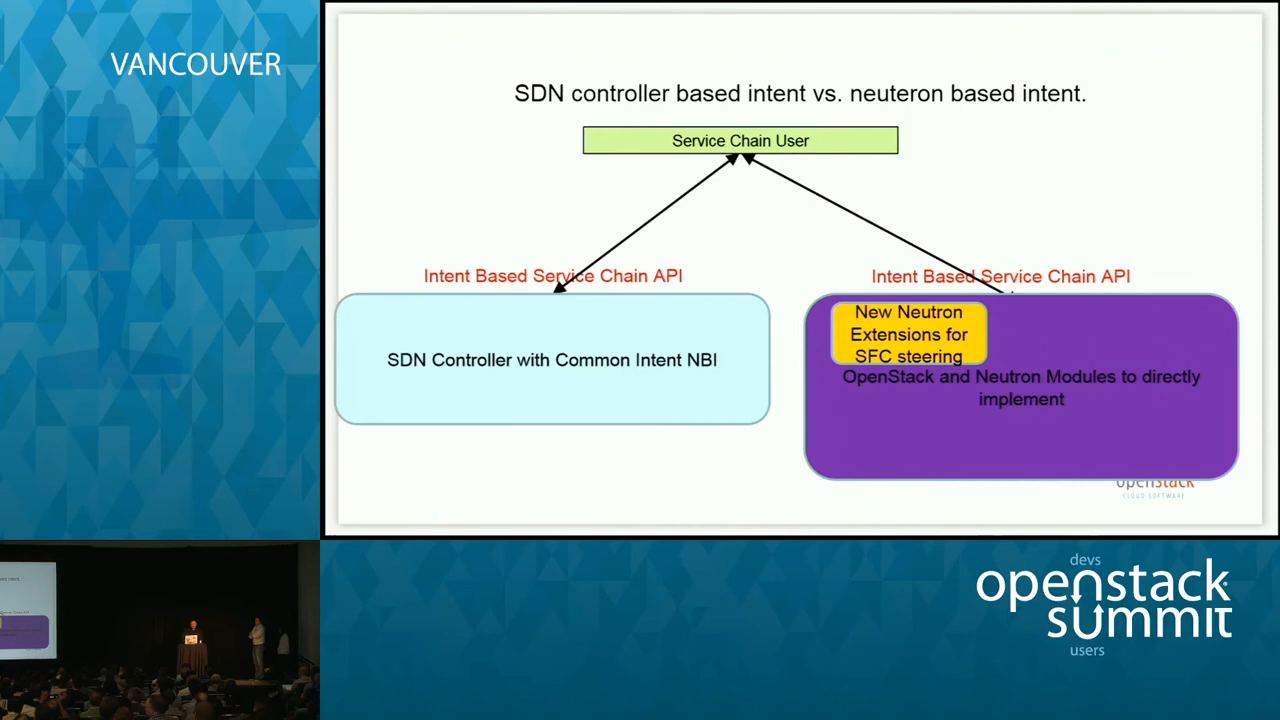 VANCOUVER
SDN controller based intent vs. neuteron based intent.
Service Chain User
Intent Based Service Chain API
SDN Controller with Common Intent NBI
Intent Based Service Chain API
New Neutron
Extensions for
SFC steering
OpenStack and Neutron Modules to directly
implement
openstack
CLOUD SOFTWARE
devs
openstack
summit
users